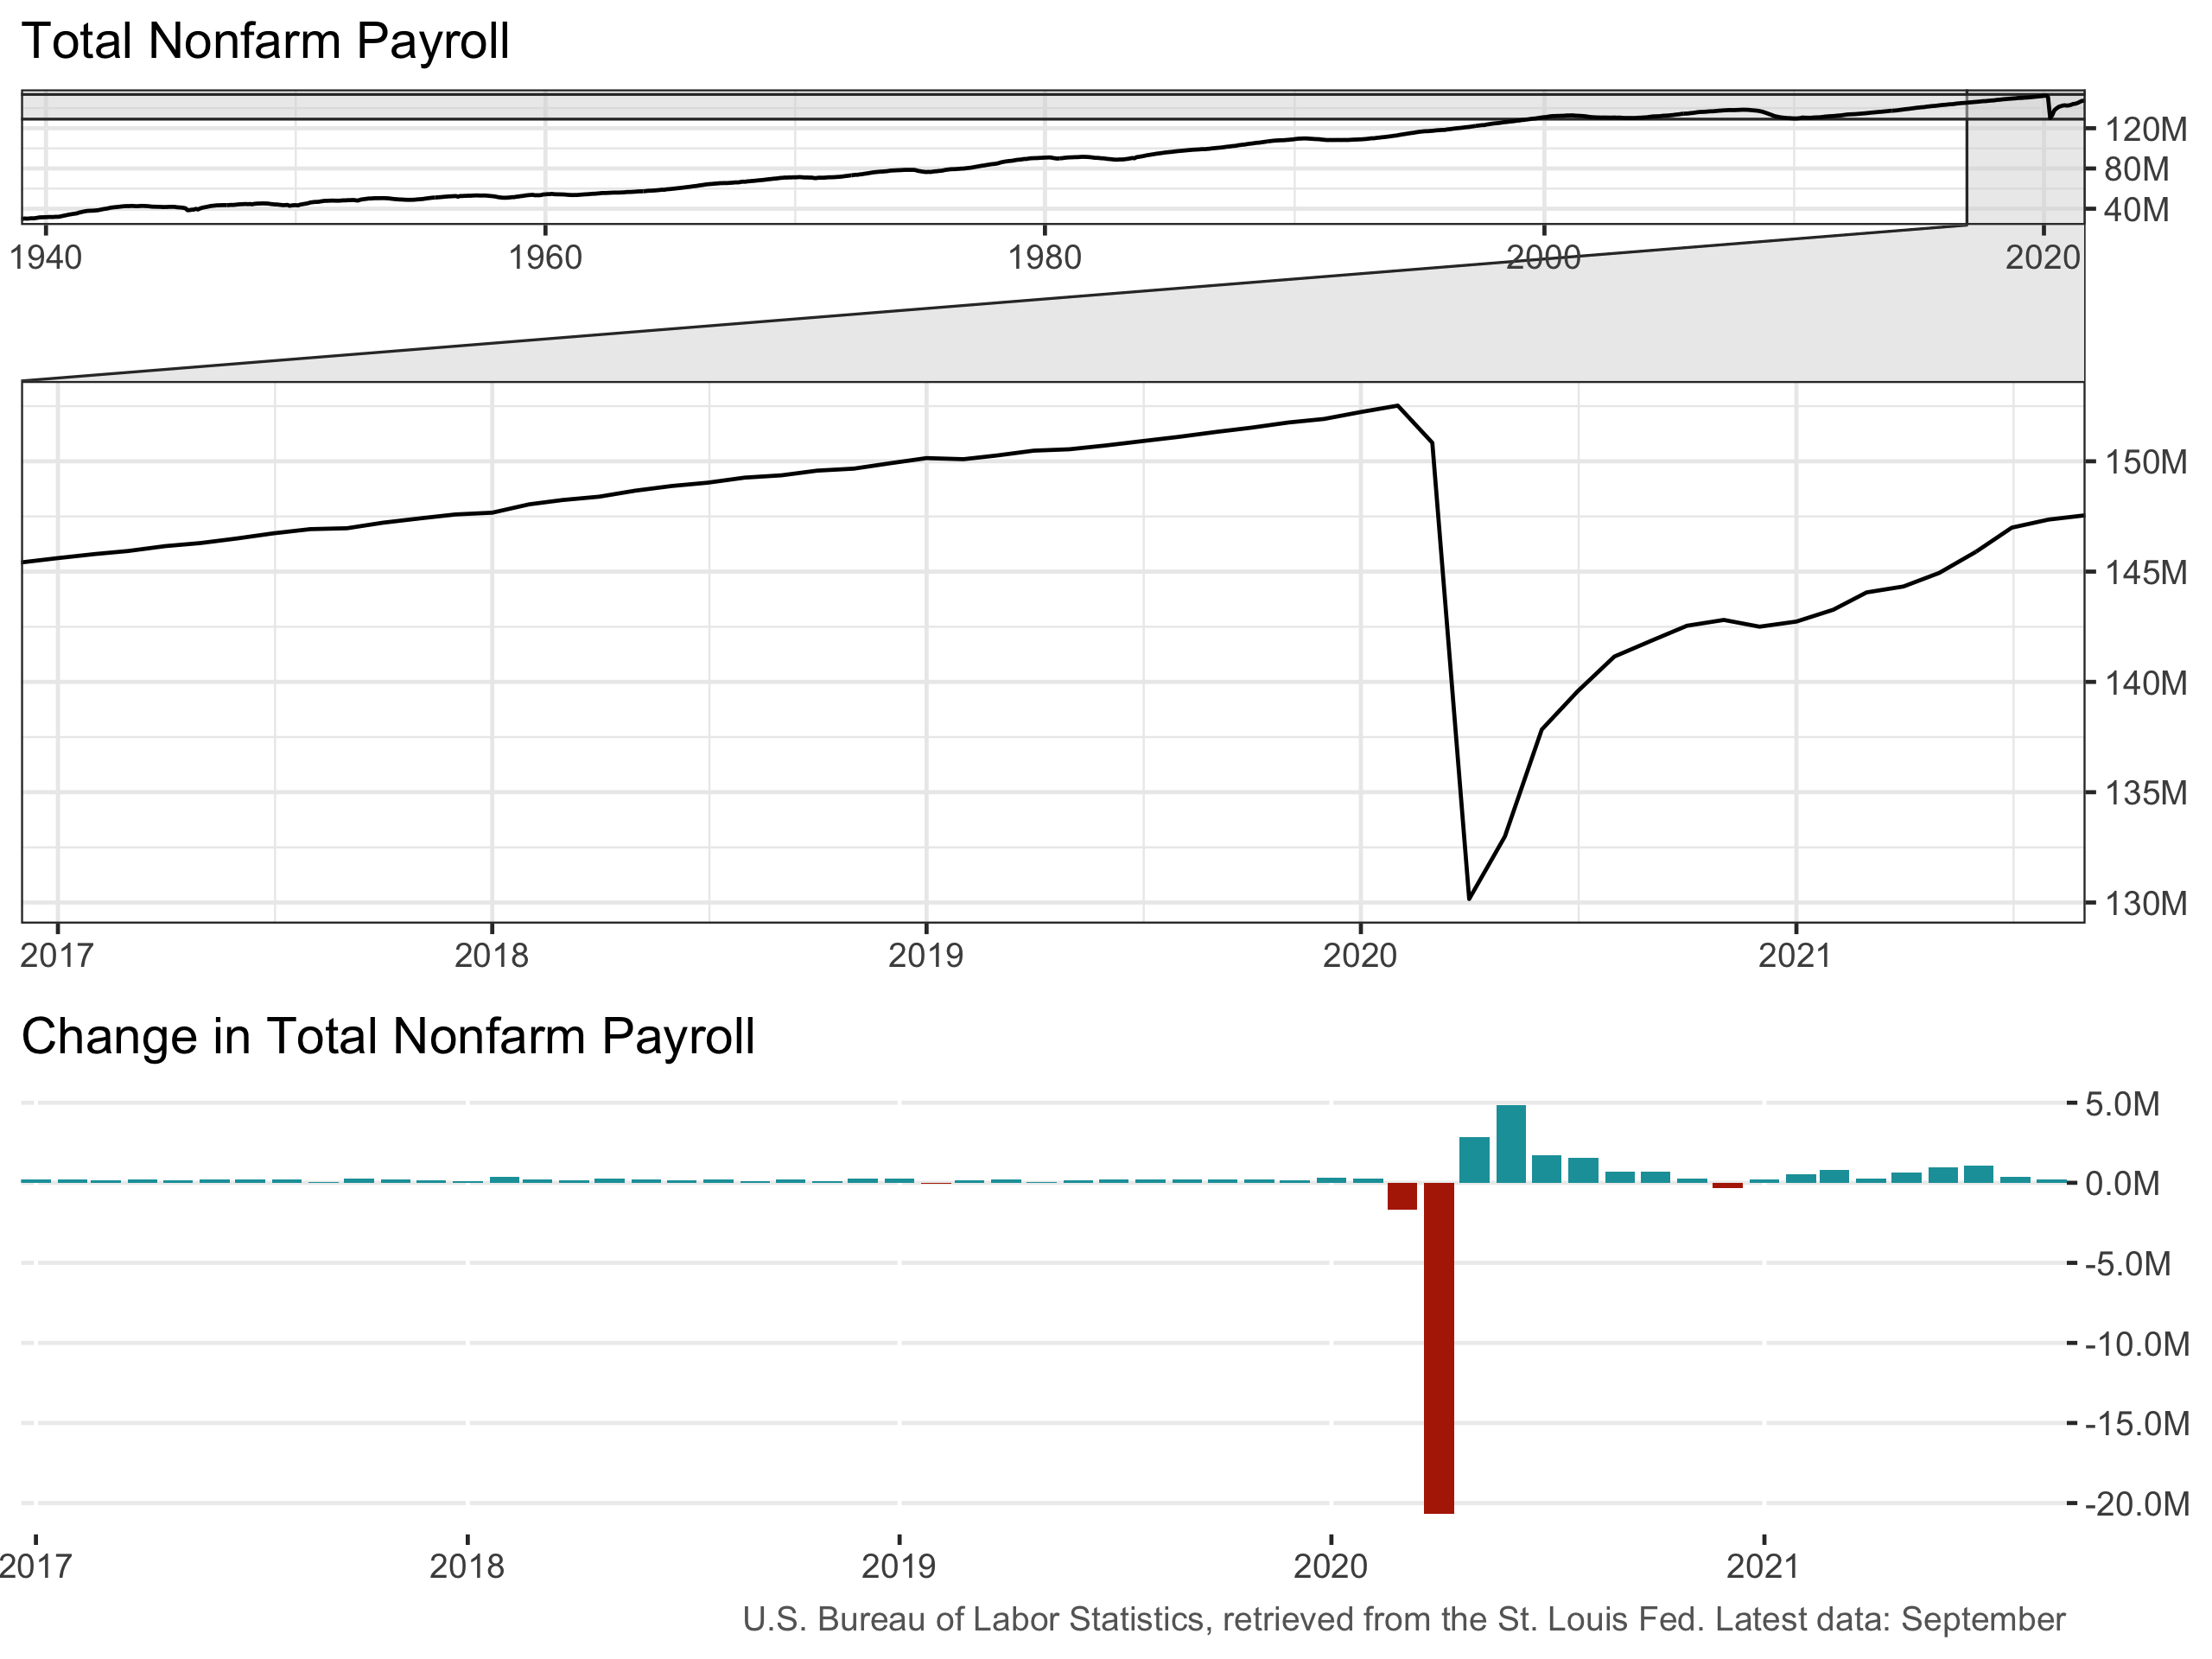 Total Nonfarm Payroll
120M
80M
40M
1940 1960 1980 2000 2020
150M
145M
140M
135M
130M
2017 2018 2019 2020 2021
Change in Total Nonfarm Payroll
5.0M
0.0M
-5.0M
-10.0M
-15.0M
-20.0M
2017 2018 2019 2020 2021
U.S. Bureau of Labor Statistics, retrieved from the St. Louis Fed. Latest data: September